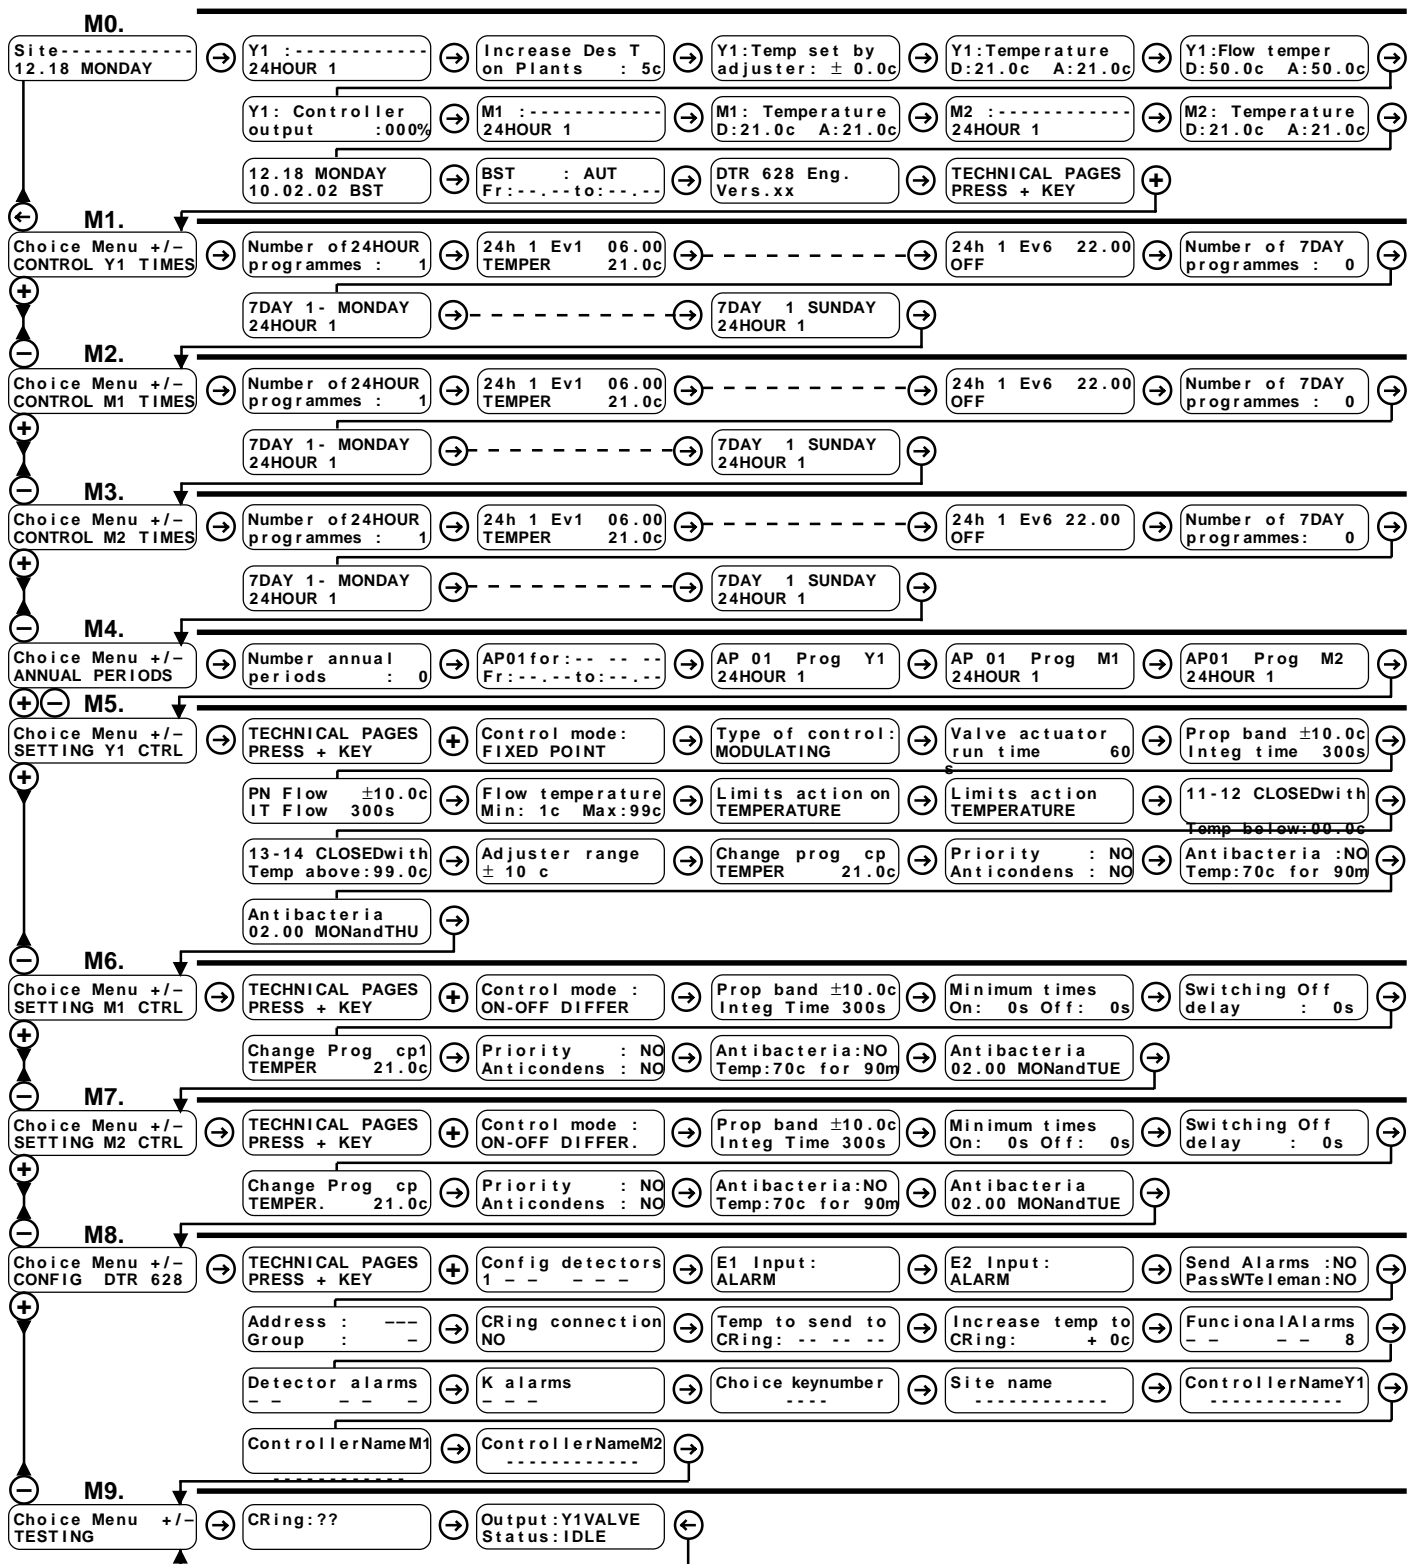 M0.
Site------------
12.18 MONDAY
Y1 :------------
24HOUR 1
Increase Des T
on Plants : 5c
Y1:Temp set by
adjuster: ± 0.0c
Y1:Temperature
D:21.0c A:21.0c
Y1:Flow temper
D:50.0c A:50.0c
Y1: Controller
output :000%
M1 :------------
24HOUR 1
M1: Temperature
D:21.0c A:21.0c
M2 :------------
24HOUR 1
M2: Temperature
D:21.0c A:21.0c
12.18 MONDAY
10.02.02 BST
BST : AUT
Fr:--.--to:--.--
DTR 628 Eng.
Vers.xx
TECHNICAL PAGES
PRESS + KEY
M1.
Choice Menu +/–
CONTROL Y1 TIMES
Number of24HOUR
programmes : 1
24h 1 Ev1 06.00
TEMPER 21.0c
24h 1 Ev6 22.00
OFF
Number of 7DAY
programmes : 0
7DAY 1- MONDAY
24HOUR 1
7DAY 1 SUNDAY
24HOUR 1
M2.
Choice Menu +/–
CONTROL M1 TIMES
Number of24HOUR
programmes : 1
24h 1 Ev1 06.00
TEMPER 21.0c
24h 1 Ev6 22.00
OFF
Number of 7DAY
programmes : 0
7DAY 1- MONDAY
24HOUR 1
7DAY 1 SUNDAY
24HOUR 1
M3.
Choice Menu +/–
CONTROL M2 TIMES
Number of24HOUR
programmes : 1
24h 1 Ev1 06.00
TEMPER 21.0c
24h 1 Ev6 22.00
OFF
Number of 7DAY
programmes: 0
7DAY 1- MONDAY
24HOUR 1
7DAY 1 SUNDAY
24HOUR 1
M4.
Choice Menu +/–
ANNUAL PERIODS
Number annual
periods : 0
AP01for:-- -- --
Fr:--.--to:--.--
AP 01 Prog Y1
24HOUR 1
AP 01 Prog M1
24HOUR 1
AP01 Prog M2
24HOUR 1
M5.
Choice Menu +/–
SETTING Y1 CTRL
TECHNICAL PAGES
PRESS + KEY
Control mode:
FIXED POINT
Type of control:
MODULATING
Valve actuator
run time 60
s
Prop band ±10.0c
Integ time 300s
PN Flow ±10.0c
IT Flow 300s
Flow temperature
Min: 1c Max:99c
Limits action on
TEMPERATURE
Limits action
TEMPERATURE
11-12 CLOSEDwith
Temp below:00.0c
13-14 CLOSEDwith
Temp above:99.0c
Adjuster range
± 10 c
Change prog cp
TEMPER 21.0c
Priority : NO
Anticondens : NO
Antibacteria :NO
Temp:70c for 90m
Antibacteria
02.00 MONandTHU
M6.
Choice Menu +/–
SETTING M1 CTRL
TECHNICAL PAGES
PRESS + KEY
Control mode :
ON-OFF DIFFER
Prop band ±10.0c
Integ Time 300s
Minimum times
On: 0s Off: 0s
Switching Off
delay : 0s
Change Prog cp1
TEMPER 21.0c
Priority : NO
Anticondens : NO
Antibacteria:NO
Temp:70c for 90m
Antibacteria
02.00 MONandTUE
M7.
Choice Menu +/–
SETTING M2 CTRL
TECHNICAL PAGES
PRESS + KEY
Control mode :
ON-OFF DIFFER.
Prop band ±10.0c
Integ Time 300s
Minimum times
On: 0s Off: 0s
Switching Off
delay : 0s
Change Prog cp
TEMPER. 21.0c
Priority : NO
Anticondens : NO
Antibacteria:NO
Temp:70c for 90m
Antibacteria
02.00 MONandTUE
M8.
Choice Menu +/–
CONFIG DTR 628
TECHNICAL PAGES
PRESS + KEY
Config detectors
1 – – – – –
E1 Input:
ALARM
E2 Input:
ALARM
Send Alarms :NO
PassWTeleman:NO
Address : –––
Group : –
CRing connection
NO
Temp to send to
CRing: -- -- --
Increase temp to
CRing: + 0c
FuncionalAlarms
– – – – 8
Detector alarms
– – – – –
K alarms
– – –
Choice keynumber
----
Site name
------------
ControllerNameY1
------------
ControllerNameM1
------------
ControllerNameM2
------------
M9.
Choice Menu +/–
TESTING
CRing:??
Output:Y1VALVE
Status:IDLE